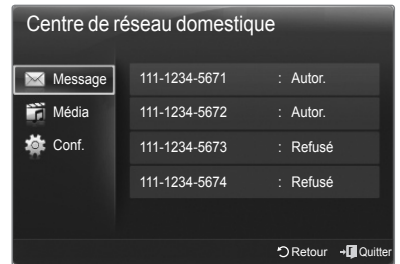 Centre de réseau domestique
Message
111-1234-5671 : Autor.
Média
111-1234-5672 : Autor.
Conf.
111-1234-5673 : Refusé
111-1234-5674 : Refusé
Retour Quitter